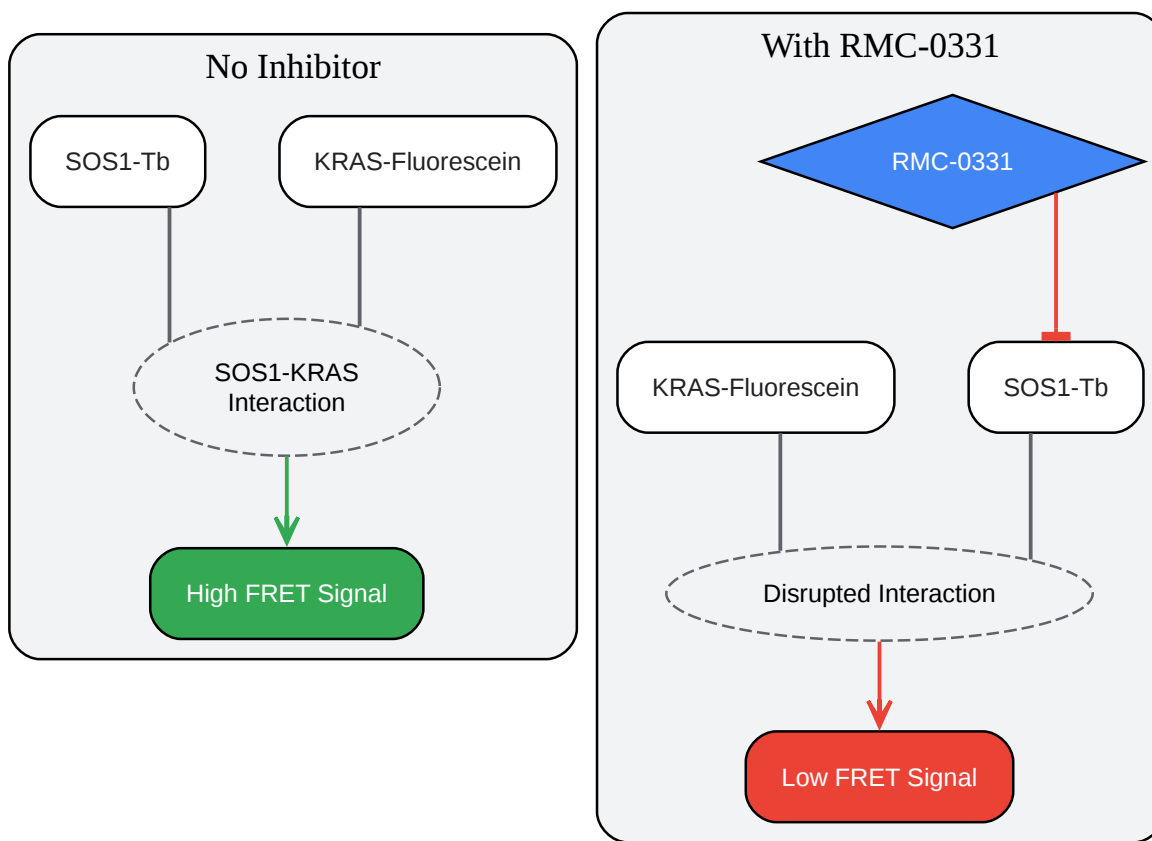 No Inhibitor
SOS1-Tb
KRAS-Fluorescein
SOS1-KRAS
Interaction
High FRET Signal
With RMC-0331
RMC-0331
KRAS-Fluorescein
SOS1-Tb
Disrupted Interaction
Low FRET Signal